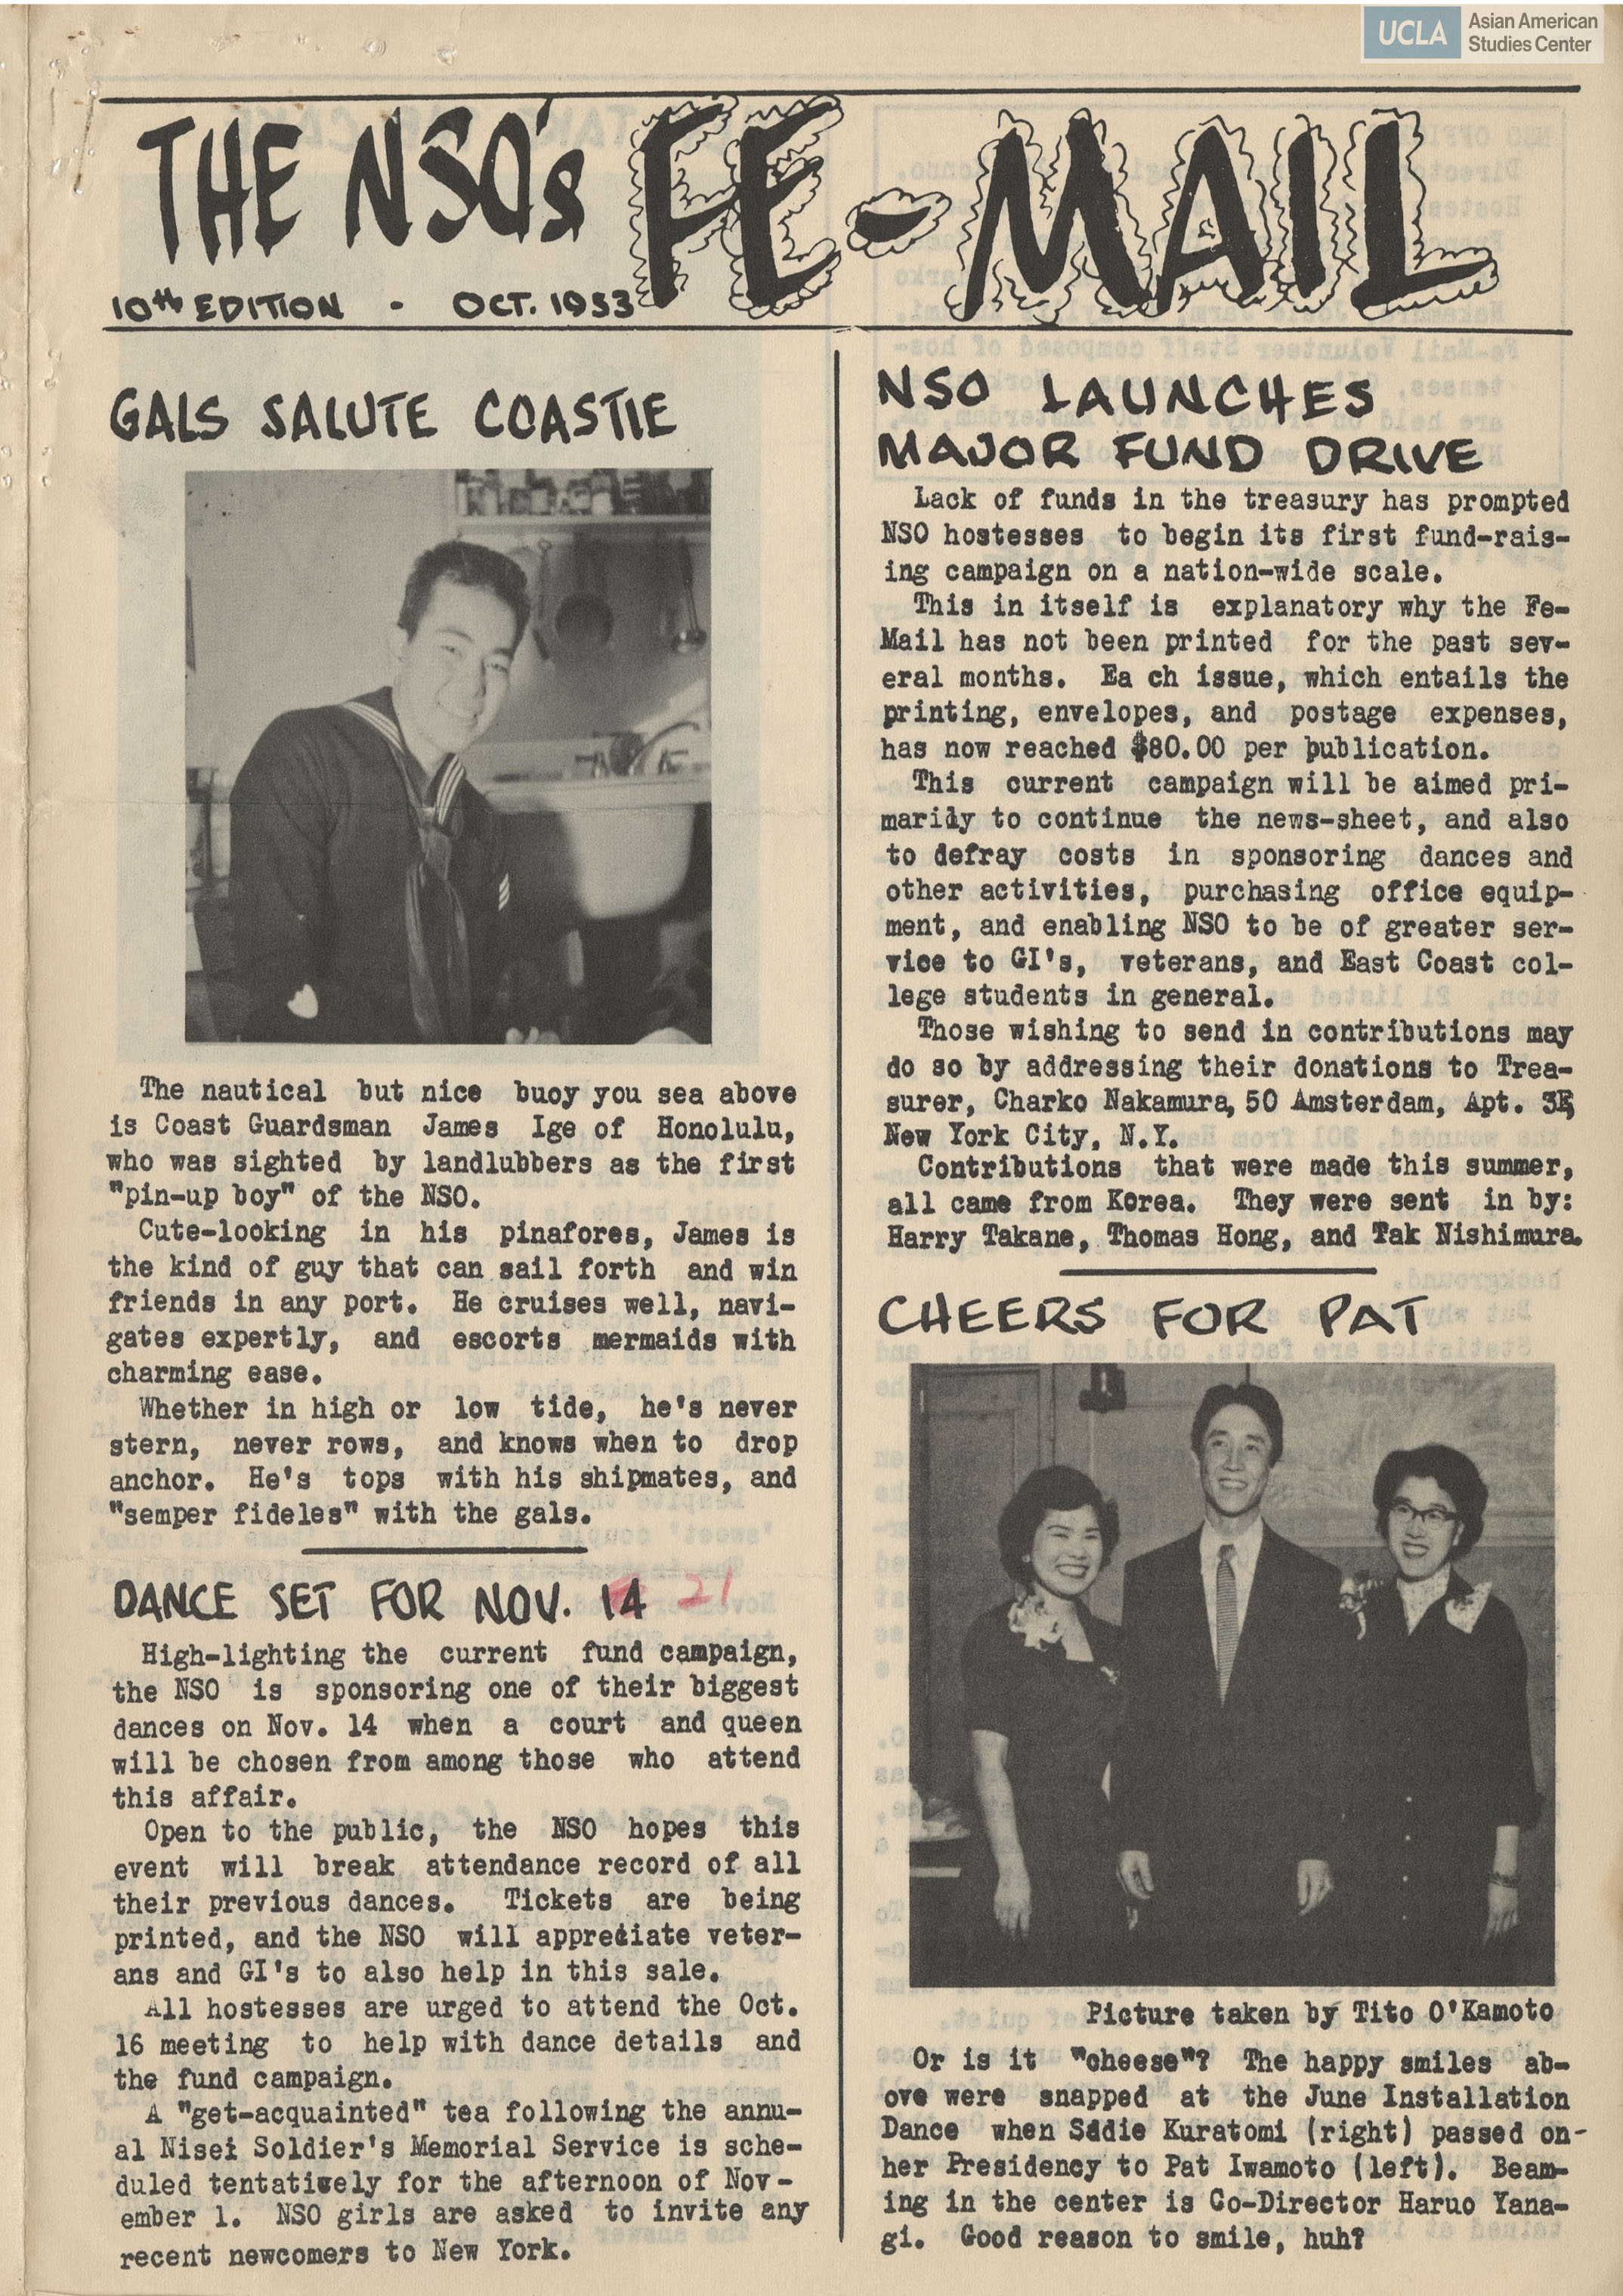 UCLA
Asian American
Studies Center
THE NSO's FE-MAIL
10th EDITION - OCT. 1953
GALS SALUTE COASTIE
The nautical but nice buoy you sea above
is Coast Guardsman James Ige of Honolulu,
who was sighted by landlubbers as the first
"pin-up boy" of the NSO.
Cute-looking in his pinafores, James is
the kind of guy that can sail forth and win
friends in any port. He cruises well, navi-
gates expertly, and escorts mermaids with
charming ease.
Whether in high or low tide, he's never
stern, never rows, and knows when to drop
anchor. He's tops with his shipmates, and
"semper fideles" with the gals.
DANCE SET FOR NOV. 14 21
High-lighting the current fund campaign,
the NSO is sponsoring one of their biggest
dances on Nov. 14 when a court and queen
will be chosen from among those who attend
this affair.
Open to the public, the NSO hopes this
event will break attendance record of all
their previous dances. Tickets are being
printed, and the NSO will appreciate veter-
ans and GI's to also help in this sale.
All hostesses are urged to attend the Oct.
16 meeting to help with dance details and
the fund campaign.
A "get-acquainted" tea following the annu-
al Nisei Soldier's Memorial Service is sche-
duled tentatively for the afternoon of Nov-
ember 1. NSO girls are asked to invite any
recent newcomers to New York.
NSO LAUNCHES
MAJOR FUND DRIVE
Lack of funds in the treasury has prompted
NSO hostesses to begin its first fund-rais-
ing campaign on a nation-wide scale.
This in itself is explanatory why the Fe-
Mail has not been printed for the past sev-
eral months. Ea ch issue, which entails the
printing, envelopes, and postage expenses,
has now reached $80.00 per publication.
This current campaign will be aimed pri-
marily to continue the news-sheet, and also
to defray costs in sponsoring dances and
other activities, purchasing office equip-
ment, and enabling NSO to be of greater ser-
vice to GI's, veterans, and East Coast col-
lege students in general.
Those wishing to send in contributions may
do so by addressing their donations to Trea-
surer, Charko Nakamura, 50 Amsterdam, Apt. 3E,
New York City, N.Y.
Contributions that were made this summer,
all came from Korea. They were sent in by:
Harry Takane, Thomas Hong, and Tak Nishimura.
CHEERS FOR PAT
Picture taken by Tito O'Kamoto
Or is it "cheese"? The happy smiles ab-
ove were snapped at the June Installation
Dance when Sadie Kuratomi (right) passed on-
her Presidency to Pat Iwamoto (left). Beam-
ing in the center is Co-Director Haruo Yana-
gi. Good reason to smile, huh?